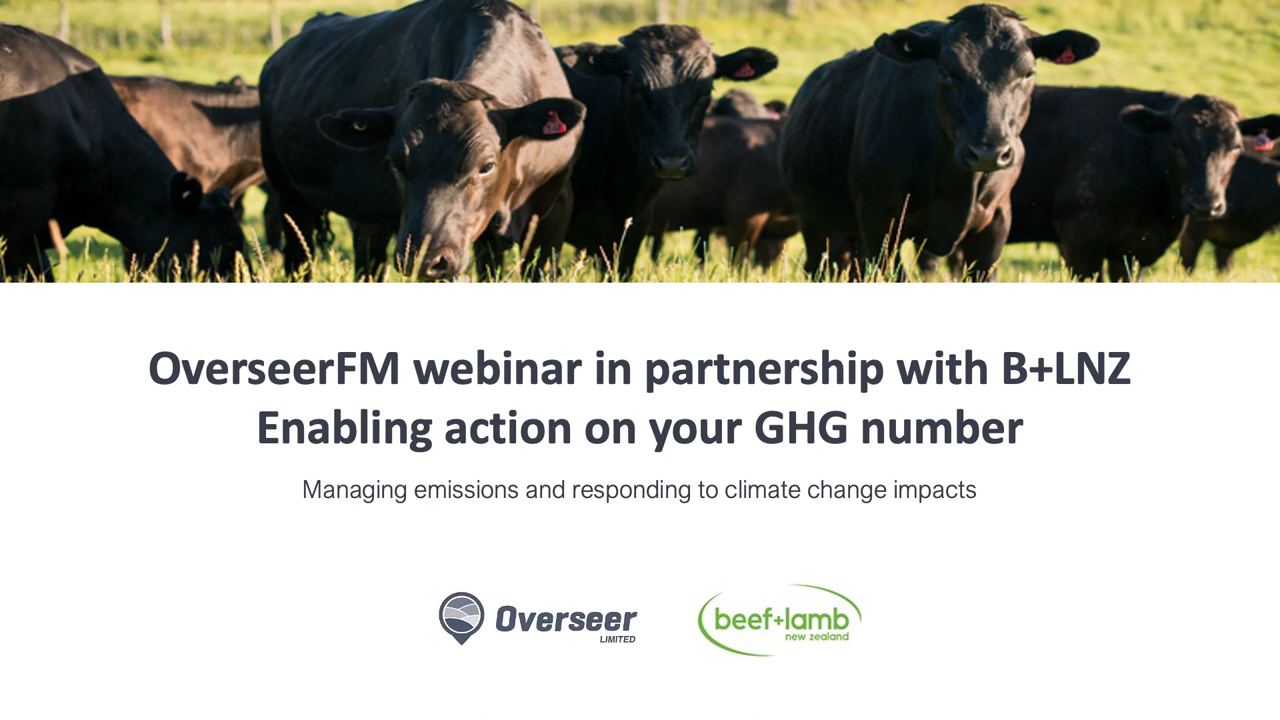 OverseerFM webinar in partnership with B+LNZ
Enabling action on your GHG number
Managing emissions and responding to climate change impacts
Overseer
LIMITED
beef+lamb
new zealand